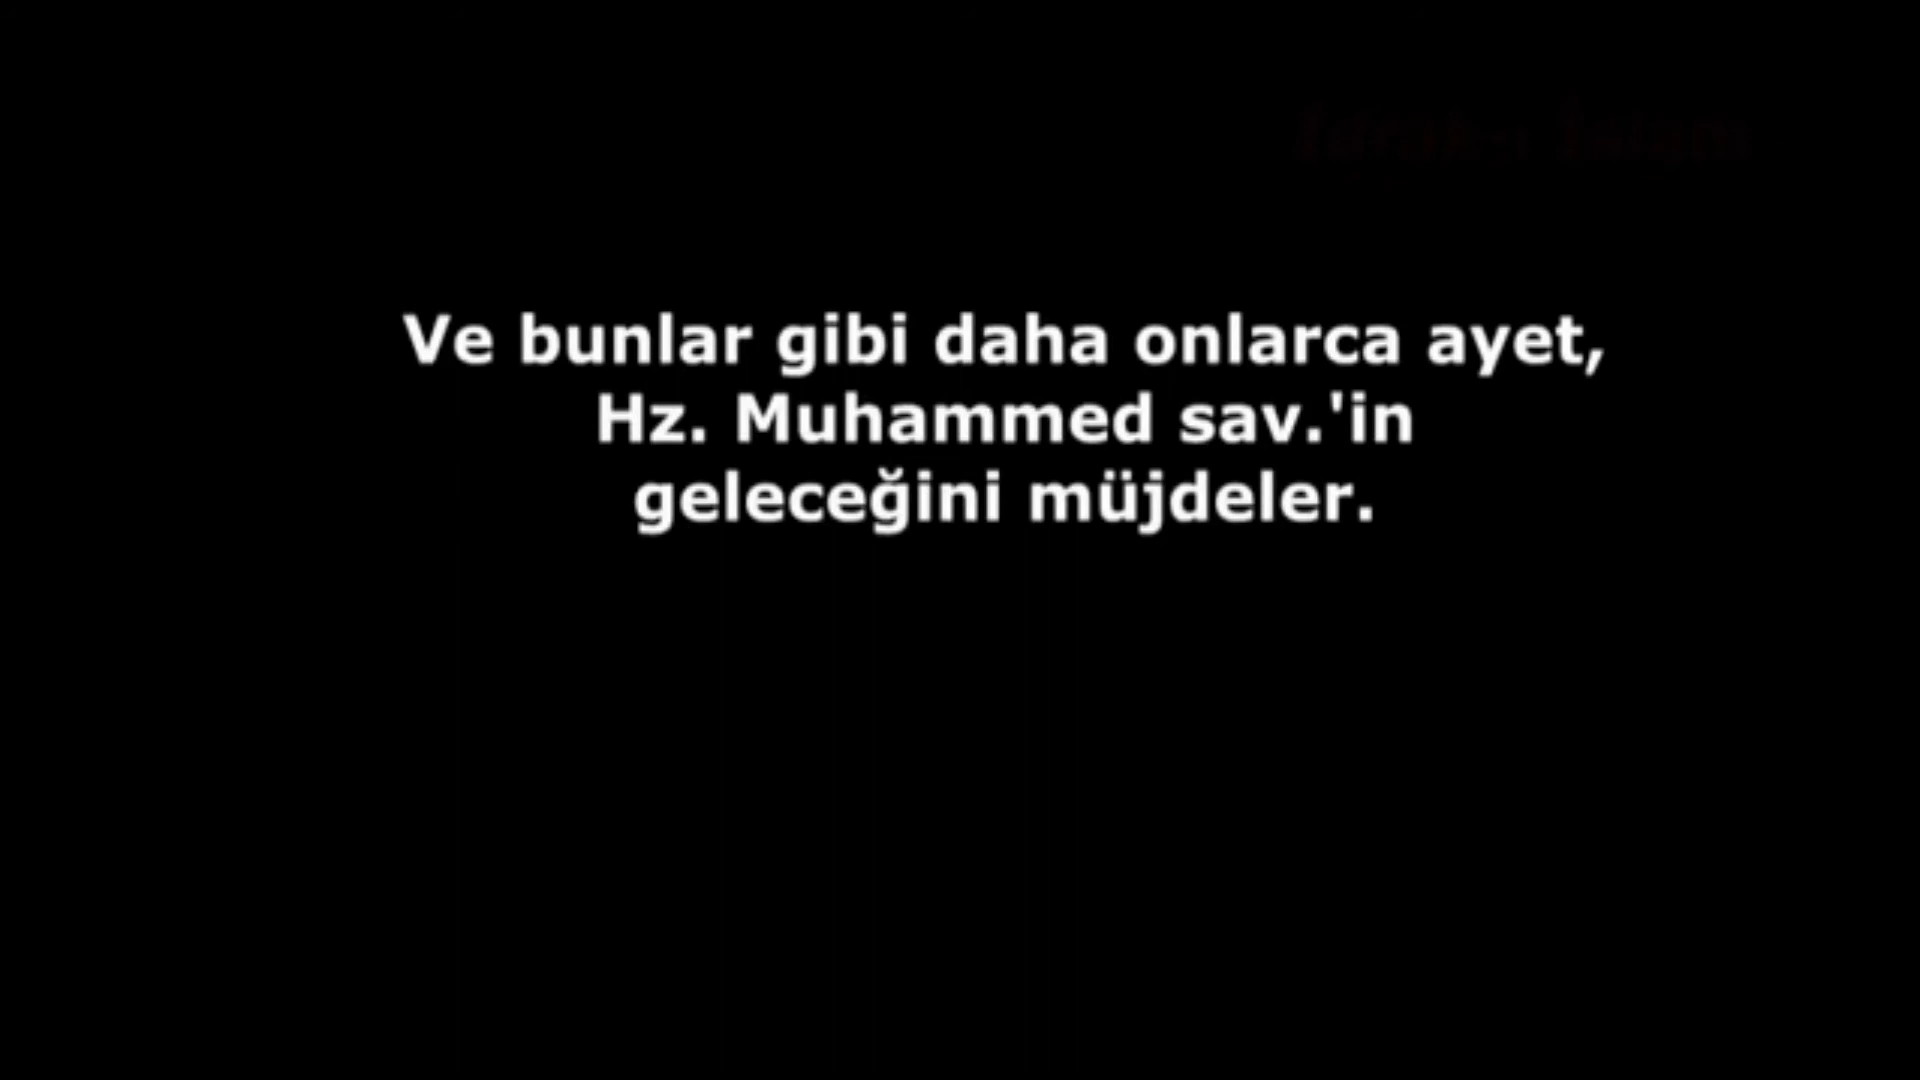 Ve bunlar gibi daha onlarca ayet,
Hz. Muhammed sav.'in
geleceğini müjdeler.